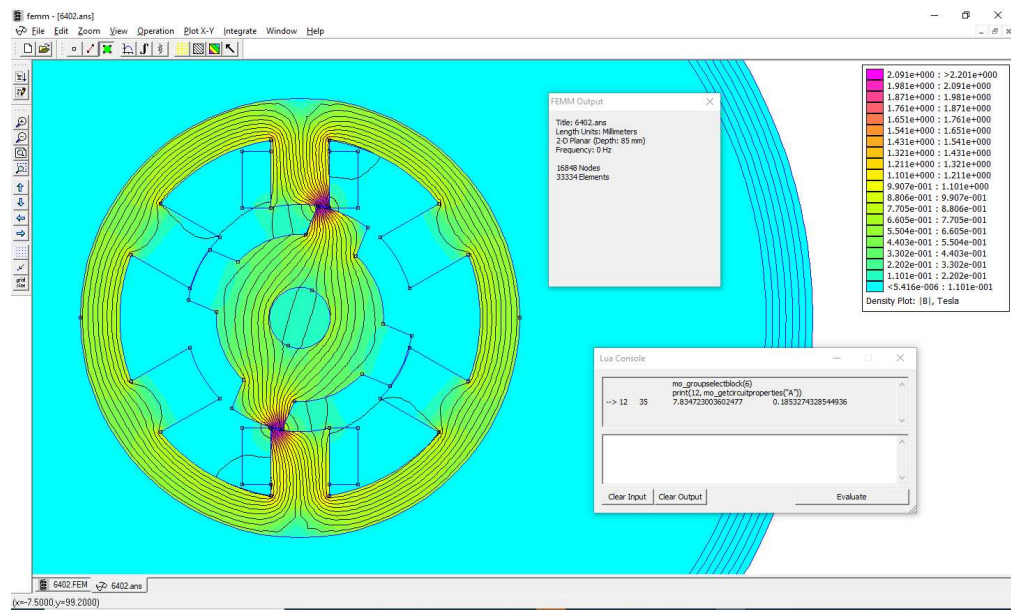 femm - [6402.ans]
File Edit Zoom View Operation Plot X-Y Integrate Window Help
grid
size
FEMM Output
Title: 6402.ans
Length Units: Millimeters
2-D Planar (Depth: 85 mm)
Frequency: 0 Hz
16848 Nodes
33334 Elements
2.091e+000 : >2.201e+000
1.981e+000 : 2.091e+000
1.871e+000 : 1.981e+000
1.761e+000 : 1.871e+000
1.651e+000 : 1.761e+000
1.541e+000 : 1.651e+000
1.431e+000 : 1.541e+000
1.321e+000 : 1.431e+000
1.211e+000 : 1.321e+000
1.101e+000 : 1.211e+000
9.907e-001 : 1.101e+000
8.806e-001 : 9.907e-001
7.705e-001 : 8.806e-001
6.605e-001 : 7.705e-001
5.504e-001 : 6.605e-001
4.403e-001 : 5.504e-001
3.302e-001 : 4.403e-001
2.202e-001 : 3.302e-001
1.101e-001 : 2.202e-001
<5.416e-006 : 1.101e-001
Density Plot: |B|, Tesla
Lua Console
mo_groupselectblock(6)
print(12, mo_getcircuitproperties("A"))
--> 12 35 7.834723003602477 0.1853274328544936
Clear Input Clear Output Evaluate
6402.FEM 6402.ans
(x=-7.5000,y=99.2000)